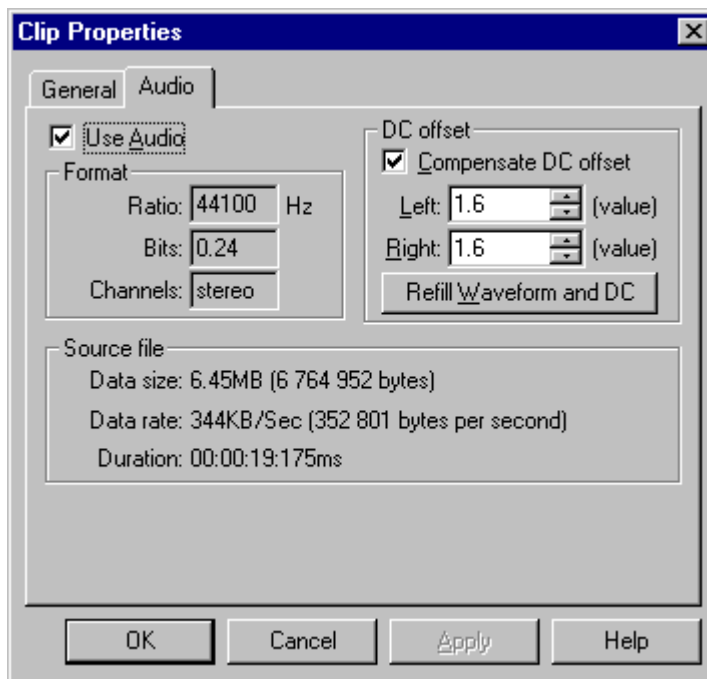 Clip Properties
General
Audio
Use Audio
Format
Ratio: 44100 Hz
Bits: 0.24
Channels: stereo
DC offset
Compensate DC offset
Left: 1.6 (value)
Right: 1.6 (value)
Refill Waveform and DC
Source file
Data size: 6.45MB (6 764 952 bytes)
Data rate: 344KB/Sec (352 801 bytes per second)
Duration: 00:00:19:175ms
OK
Cancel
Apply
Help